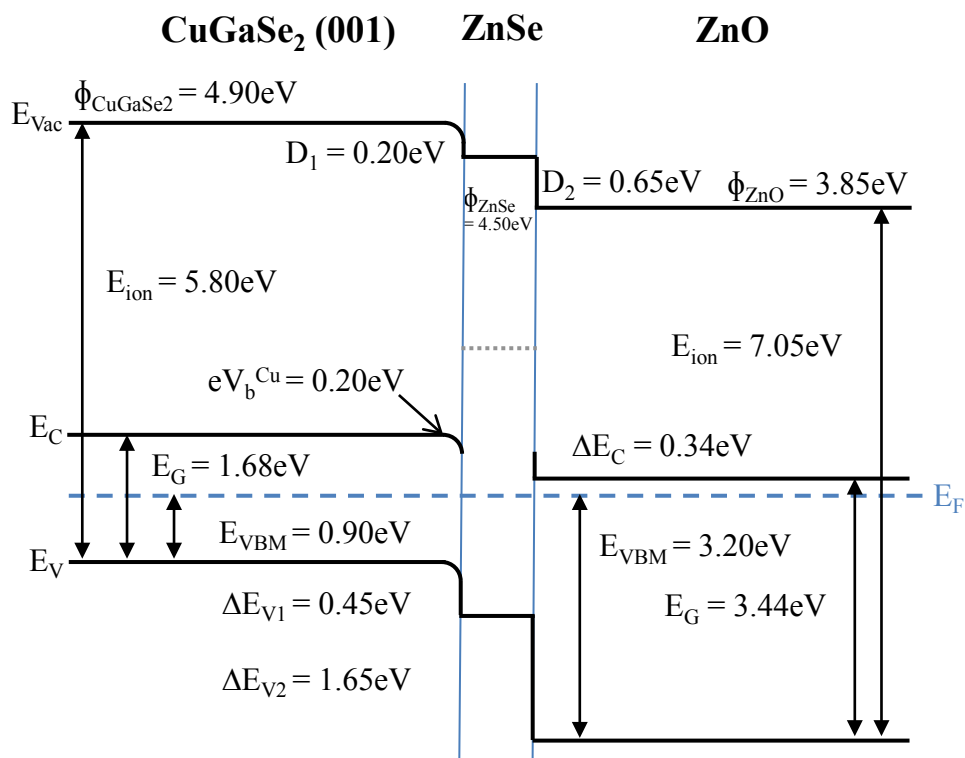 CuGaSe₂ (001) ZnSe ZnO
ϕCuGaSe2 = 4.90eV
EVac
D₁ = 0.20eV
D₂ = 0.65eV
ϕZnO = 3.85eV
ϕZnSe
= 4.50eV
Eion = 5.80eV
Eion = 7.05eV
eVbCu = 0.20eV
EC
ΔEC = 0.34eV
EG = 1.68eV
EF
EVBM = 0.90eV
EVBM = 3.20eV
EV
ΔEV1 = 0.45eV
EG = 3.44eV
ΔEV2 = 1.65eV